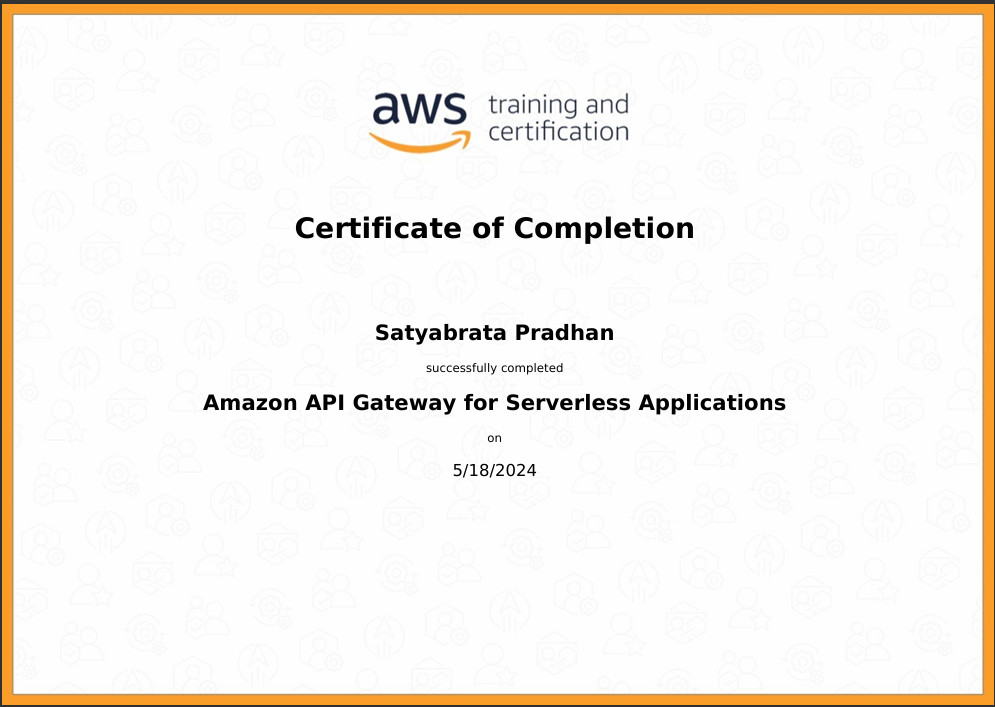 aws training and
certification
Certificate of Completion
Satyabrata Pradhan
successfully completed
Amazon API Gateway for Serverless Applications
on
5/18/2024